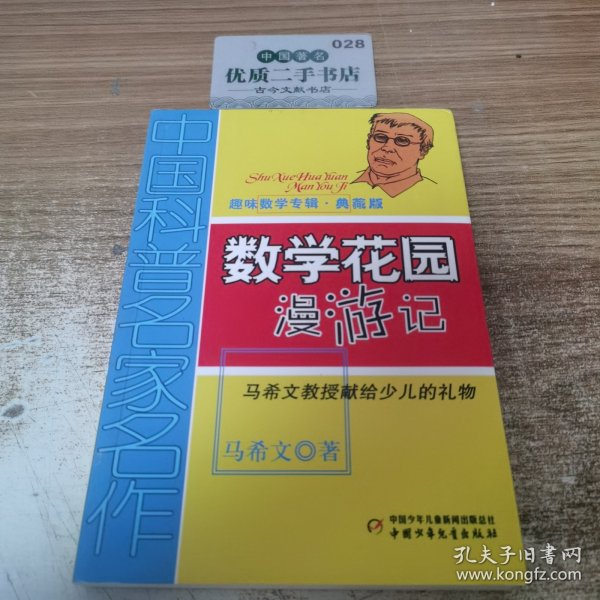 028
中国著名
优质二手书店
古今文献书店
中国科普名家名作
Shu Xue Hua Yuan
Man You Ji
趣味数学专辑·典藏版
数学花园
漫游记
马希文教授献给少儿的礼物
马希文◎著
中国少年儿童新闻出版总社
中国少年儿童出版社
孔夫子旧书网
www.kongfz.com